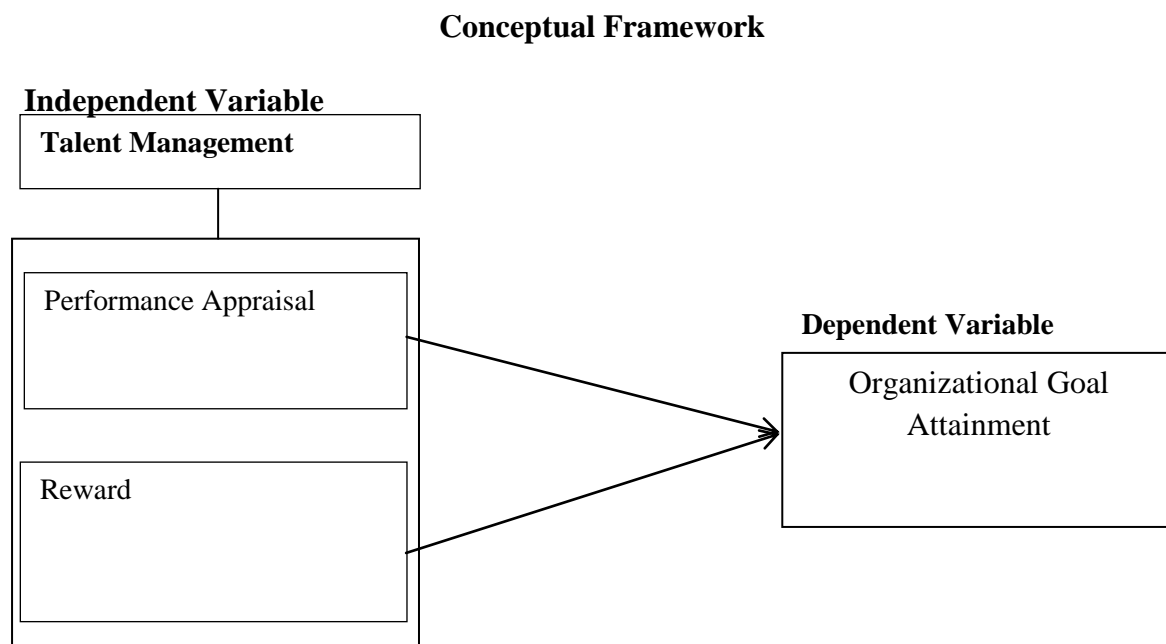 Conceptual Framework
Independent Variable
Talent Management
Performance Appraisal
Reward
Dependent Variable
Organizational Goal
Attainment